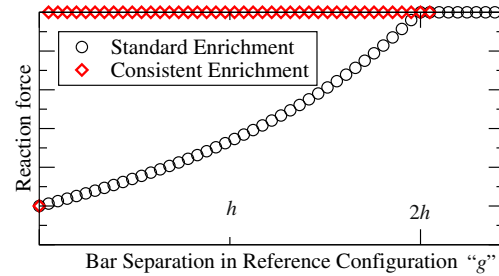 Reaction force
Standard Enrichment
Consistent Enrichment
h
2h
Bar Separation in Reference Configuration “g”